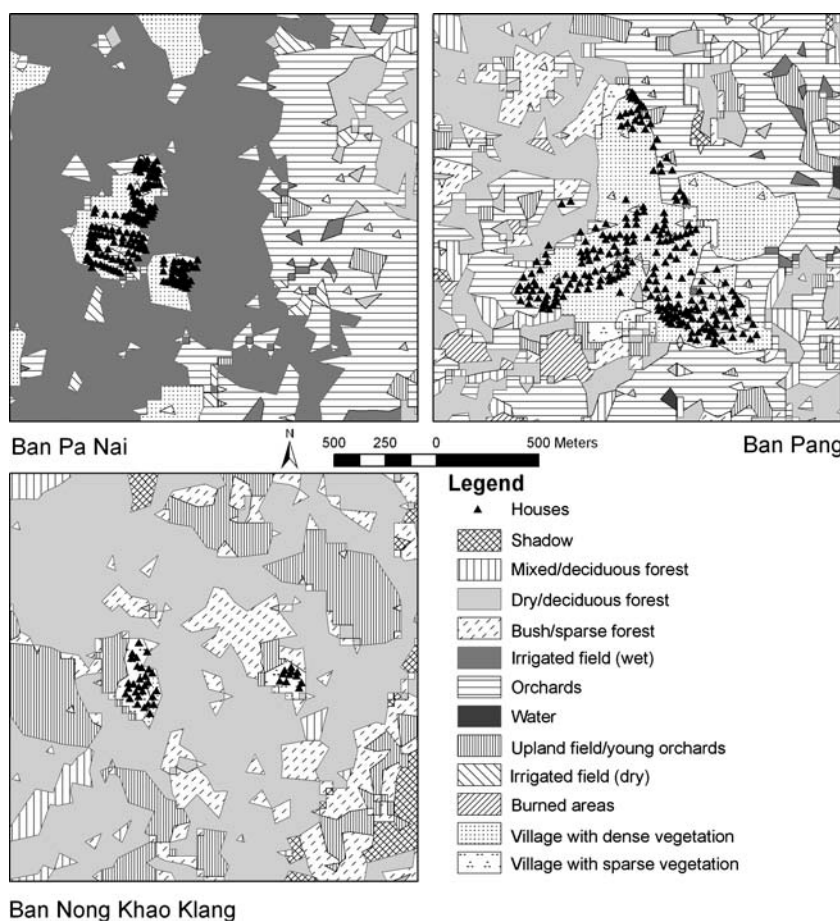 Ban Pa Nai
N
500 250 0 500 Meters
Ban Pang
Legend
Houses
Shadow
Mixed/deciduous forest
Dry/deciduous forest
Bush/sparse forest
Irrigated field (wet)
Orchards
Water
Upland field/young orchards
Irrigated field (dry)
Burned areas
Village with dense vegetation
Village with sparse vegetation
Ban Nong Khao Klang